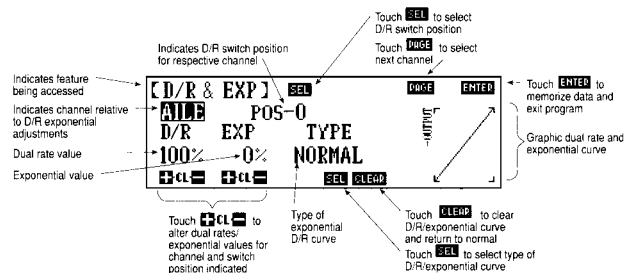 Touch SEL to select
D/R switch position
Indicates D/R switch position
for respective channel
Touch PAGE to select
next channel
Indicates feature
being accessed
[D/R & EXP] SEL PAGE ENTER
Touch ENTER to
memorize data and
exit program
Indicates channel relative
to D/R exponential
adjustments
AILE POS-0
OUTPUT
D/R EXP TYPE
Graphic dual rate and
exponential curve
Dual rate value
100% 0% NORMAL
Exponential value
+CL- +CL- SEL CLEAR
Touch +CL- to
alter dual rates/
exponential values for
channel and switch
position indicated
Type of
exponential
D/R curve
Touch CLEAR to clear
D/R/exponential curve
and return to normal
Touch SEL to select type of
D/R/exponential curve